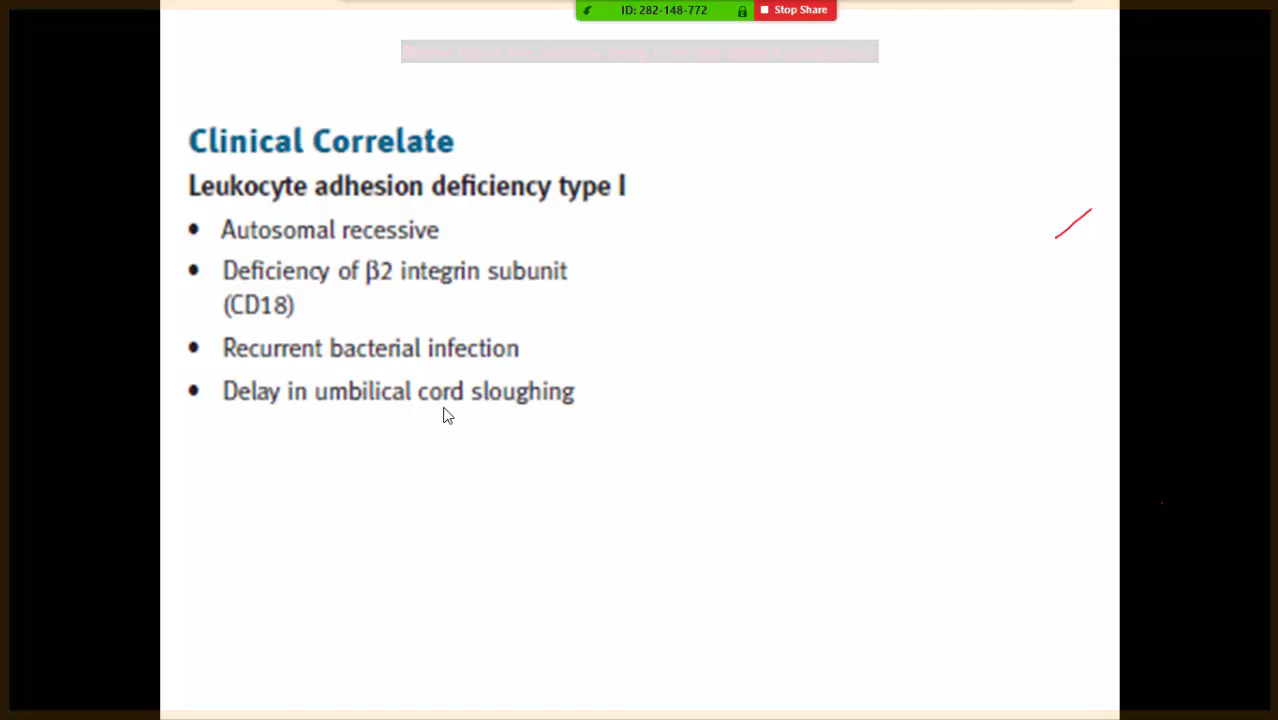 ID: 282-148-772
Stop Share
Clinical Correlate
Leukocyte adhesion deficiency type I
• Autosomal recessive
• Deficiency of β2 integrin subunit
(CD18)
• Recurrent bacterial infection
• Delay in umbilical cord sloughing